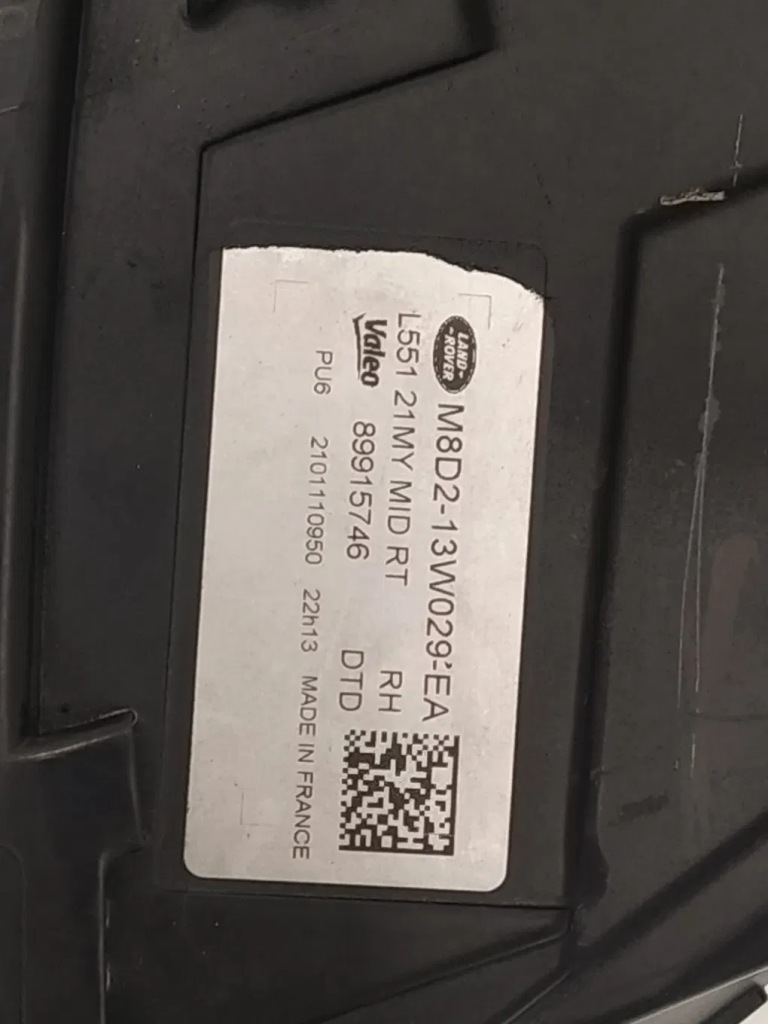 LAND-
ROVER
M8D2-13W029-EA
L551 21MY MID RT RH
Valeo 89915746 DTD
PU6 2101110950 22h13 MADE IN FRANCE